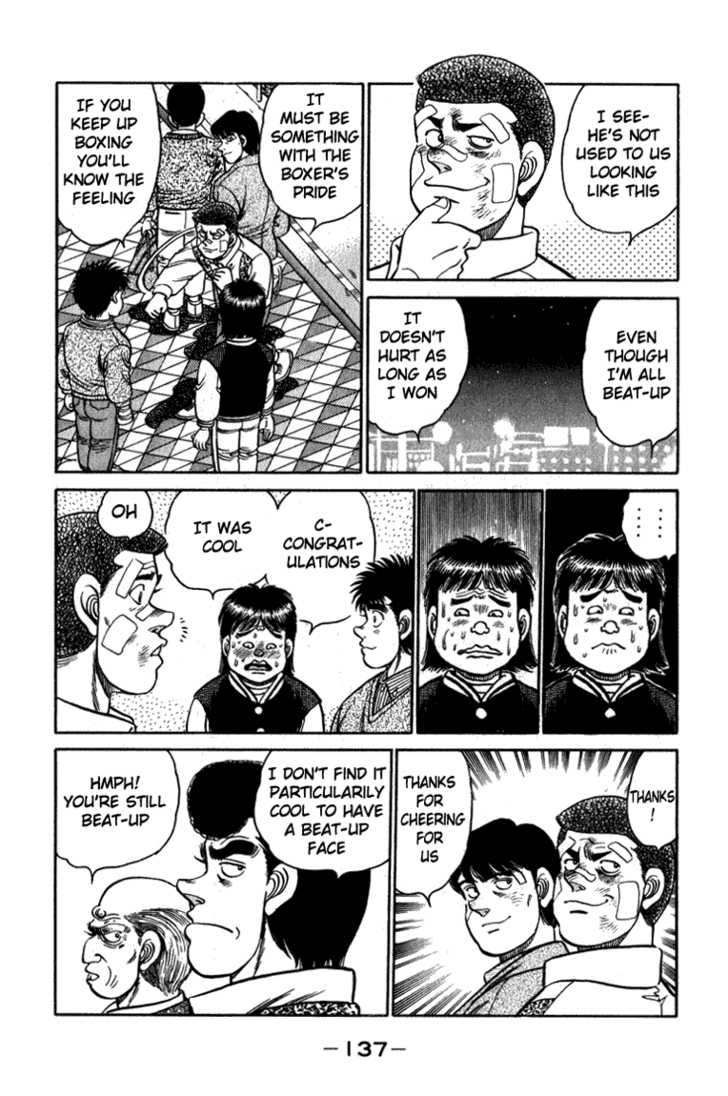 I SEE-
HE'S NOT
USED TO US
LOOKING
LIKE THIS
IT
MUST BE
SOMETHING
WITH THE
BOXER'S
PRIDE
IF YOU
KEEP UP
BOXING
YOU'LL
KNOW THE
FEELING
EVEN
THOUGH
I'M ALL
BEAT-UP
IT
DOESN'T
HURT AS
LONG AS
I WON
. . . .
C-
CONGRAT-
ULATIONS
IT WAS
COOL
OH
THANKS
!
THANKS
FOR
CHEERING
FOR
US
I DON'T FIND IT
PARTICULARILY
COOL TO HAVE
A BEAT-UP
FACE
HMPH!
YOU'RE STILL
BEAT-UP
-137-